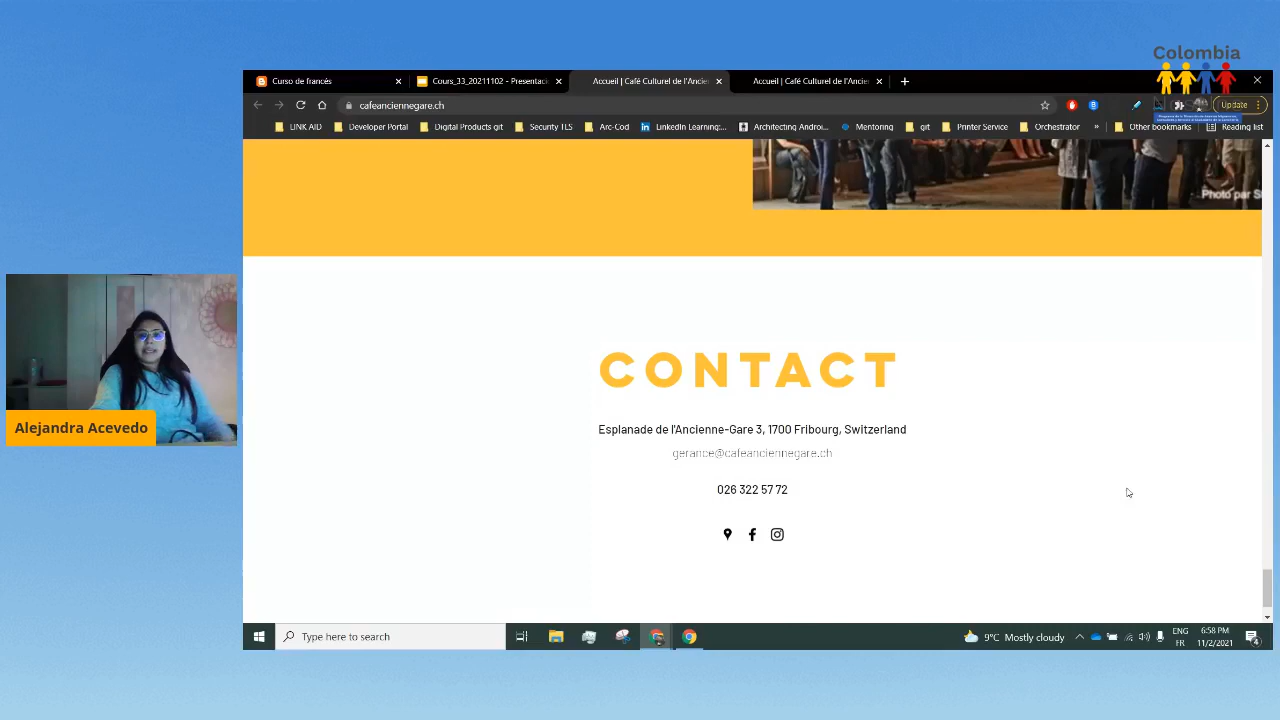 Colombia
Curso de francés
Cours_33_20211102 - Presentaci
Accueil | Café Culturel de l'Ancie
Accueil | Café Culturel de l'Ancie
cafeanciennegare.ch
Update
LINK AID
Developer Portal
Digital Products git
Security TLS
Arc-Cod
LinkedIn Learning:...
Architecting Androi...
Mentoring
git
Printer Service
Orchestrator
»
Other bookmarks
Reading list
Photo par S
CONTACT
Esplanade de l'Ancienne-Gare 3, 1700 Fribourg, Switzerland
gerance@cafeanciennegare.ch
026 322 57 72
Alejandra Acevedo
Type here to search
9°C Mostly cloudy
ENG
FR
6:58 PM
11/2/2021